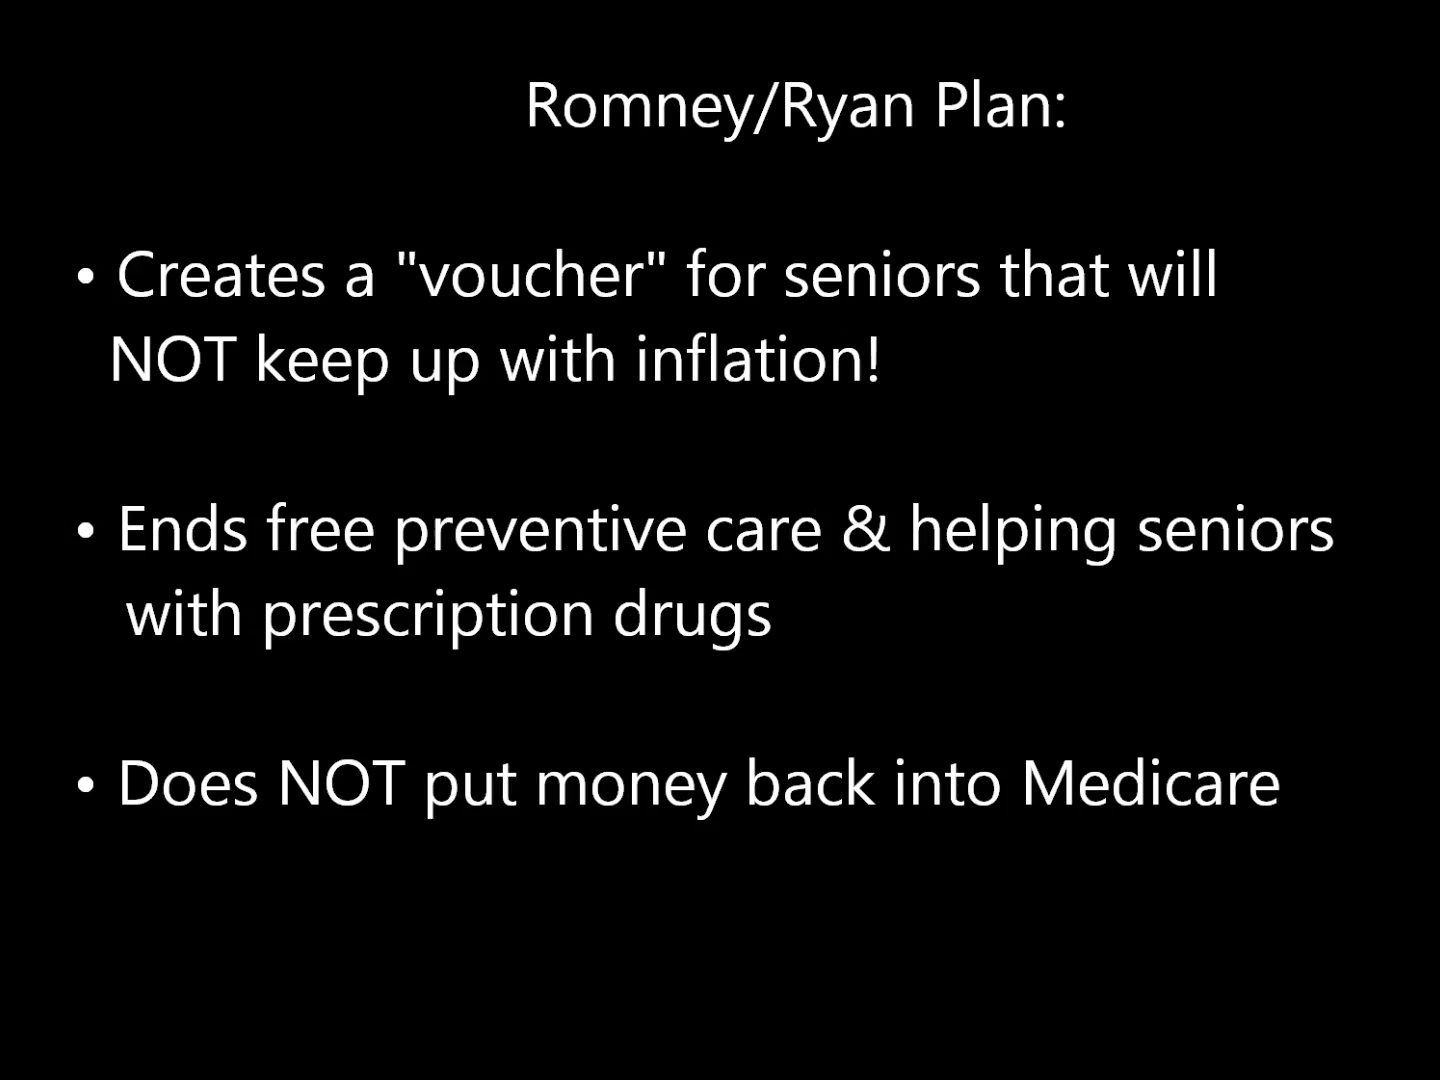 Romney/Ryan Plan:
• Creates a "voucher" for seniors that will
NOT keep up with inflation!
• Ends free preventive care & helping seniors
with prescription drugs
• Does NOT put money back into Medicare